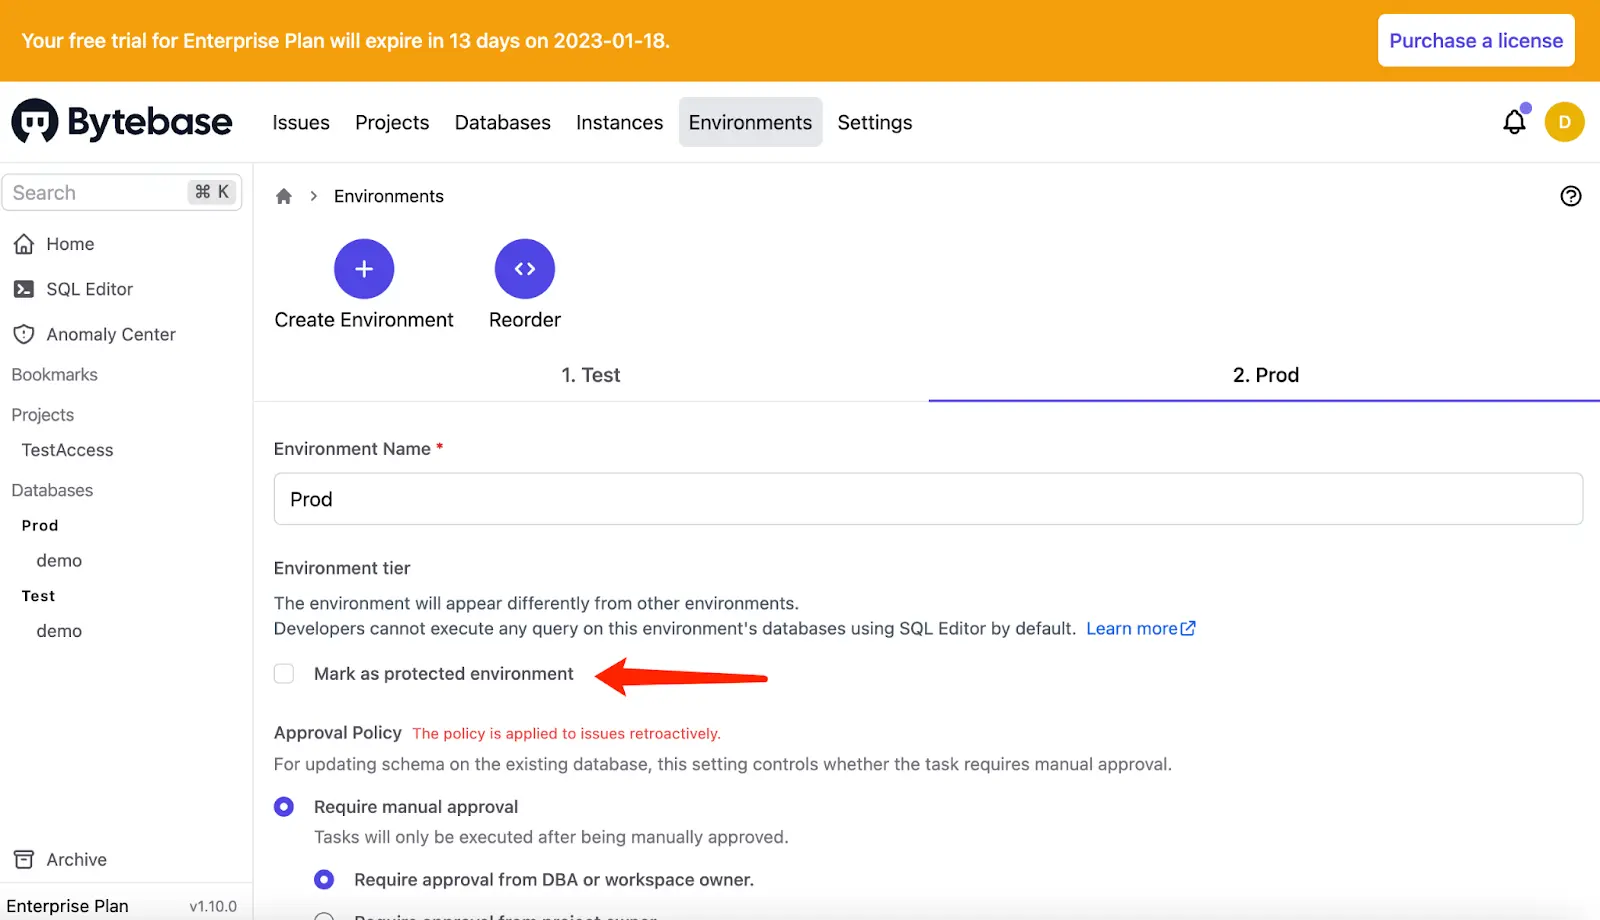 Your free trial for Enterprise Plan will expire in 13 days on 2023-01-18.
Purchase a license
Bytebase
Issues
Projects
Databases
Instances
Environments
Settings
D
Search
⌘ K
Home
SQL Editor
Anomaly Center
Bookmarks
Projects
TestAccess
Databases
Prod
demo
Test
demo
Archive
Enterprise Plan
v1.10.0
Environments
Create Environment
Reorder
1. Test
2. Prod
Environment Name *
Prod
Environment tier
The environment will appear differently from other environments.
Developers cannot execute any query on this environment's databases using SQL Editor by default. Learn more
Mark as protected environment
Approval Policy The policy is applied to issues retroactively.
For updating schema on the existing database, this setting controls whether the task requires manual approval.
Require manual approval
Tasks will only be executed after being manually approved.
Require approval from DBA or workspace owner.
Require approval from project owner